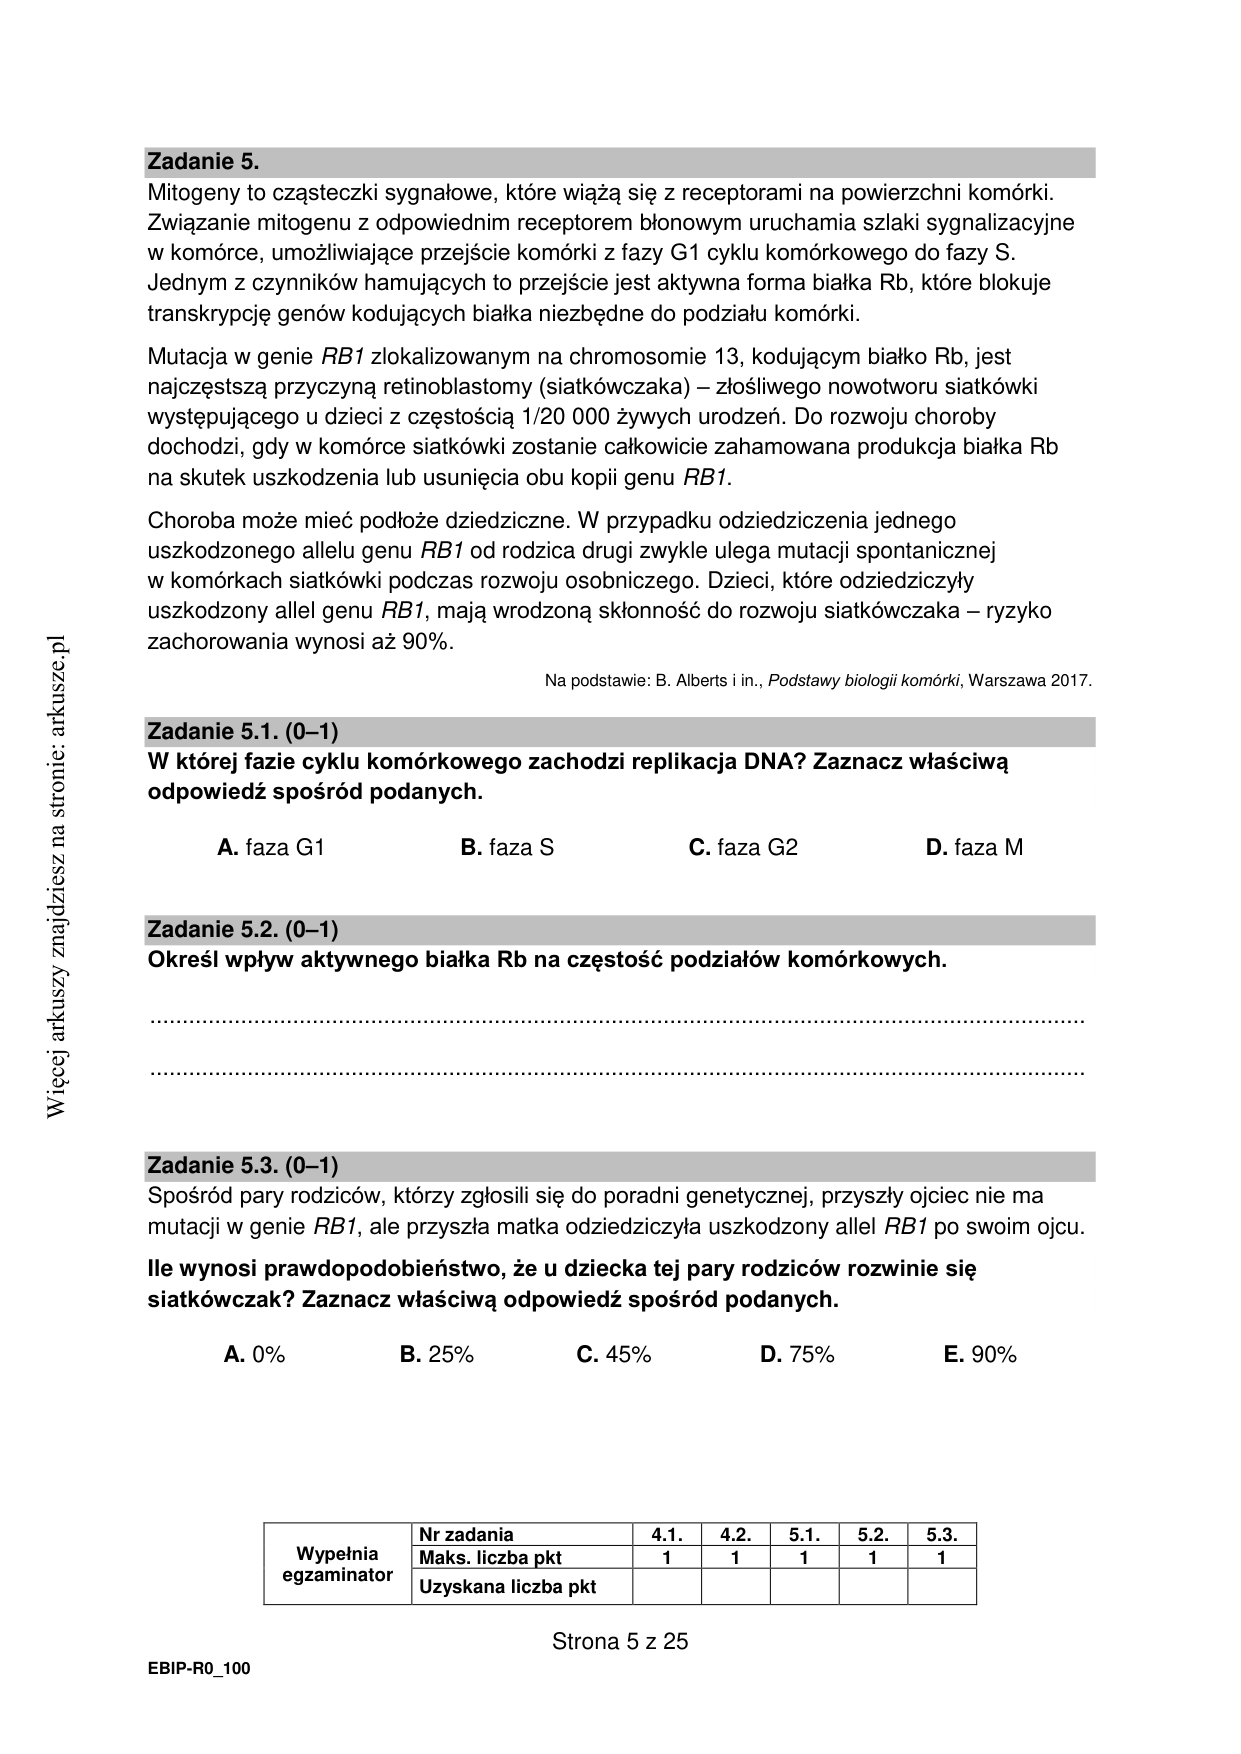 Zadanie 5.
Mitogeny to cząsteczki sygnałowe, które wiążą się z receptorami na powierzchni komórki.
Związanie mitogenu z odpowiednim receptorem błonowym uruchamia szlaki sygnalizacyjne
w komórce, umożliwiające przejście komórki z fazy G1 cyklu komórkowego do fazy S.
Jednym z czynników hamujących to przejście jest aktywna forma białka Rb, które blokuje
transkrypcję genów kodujących białka niezbędne do podziału komórki.
Mutacja w genie RB1 zlokalizowanym na chromosomie 13, kodującym białko Rb, jest
najczęstszą przyczyną retinoblastomy (siatkówczaka) – złośliwego nowotworu siatkówki
występującego u dzieci z częstością 1/20 000 żywych urodzeń. Do rozwoju choroby
dochodzi, gdy w komórce siatkówki zostanie całkowicie zahamowana produkcja białka Rb
na skutek uszkodzenia lub usunięcia obu kopii genu RB1.
Choroba może mieć podłoże dziedziczne. W przypadku odziedziczenia jednego
uszkodzonego allelu genu RB1 od rodzica drugi zwykle ulega mutacji spontanicznej
w komórkach siatkówki podczas rozwoju osobniczego. Dzieci, które odziedziczyły
uszkodzony allel genu RB1, mają wrodzoną skłonność do rozwoju siatkówczaka – ryzyko
zachorowania wynosi aż 90%.
Na podstawie: B. Alberts i in., Podstawy biologii komórki, Warszawa 2017.
Zadanie 5.1. (0–1)
W której fazie cyklu komórkowego zachodzi replikacja DNA? Zaznacz właściwą
odpowiedź spośród podanych.
A. faza G1 B. faza S C. faza G2 D. faza M
Zadanie 5.2. (0–1)
Określ wpływ aktywnego białka Rb na częstość podziałów komórkowych.
Zadanie 5.3. (0–1)
Spośród pary rodziców, którzy zgłosili się do poradni genetycznej, przyszły ojciec nie ma
mutacji w genie RB1, ale przyszła matka odziedziczyła uszkodzony allel RB1 po swoim ojcu.
Ile wynosi prawdopodobieństwo, że u dziecka tej pary rodziców rozwinie się
siatkówczak? Zaznacz właściwą odpowiedź spośród podanych.
A. 0% B. 25% C. 45% D. 75% E. 90%
Wypełnia egzaminator
Nr zadania 4.1. 4.2. 5.1. 5.2. 5.3.
Maks. liczba pkt 1 1 1 1 1
Uzyskana liczba pkt
Strona 5 z 25
EBIP-R0_100
Więcej arkuszy znajdziesz na stronie: arkusze.pl